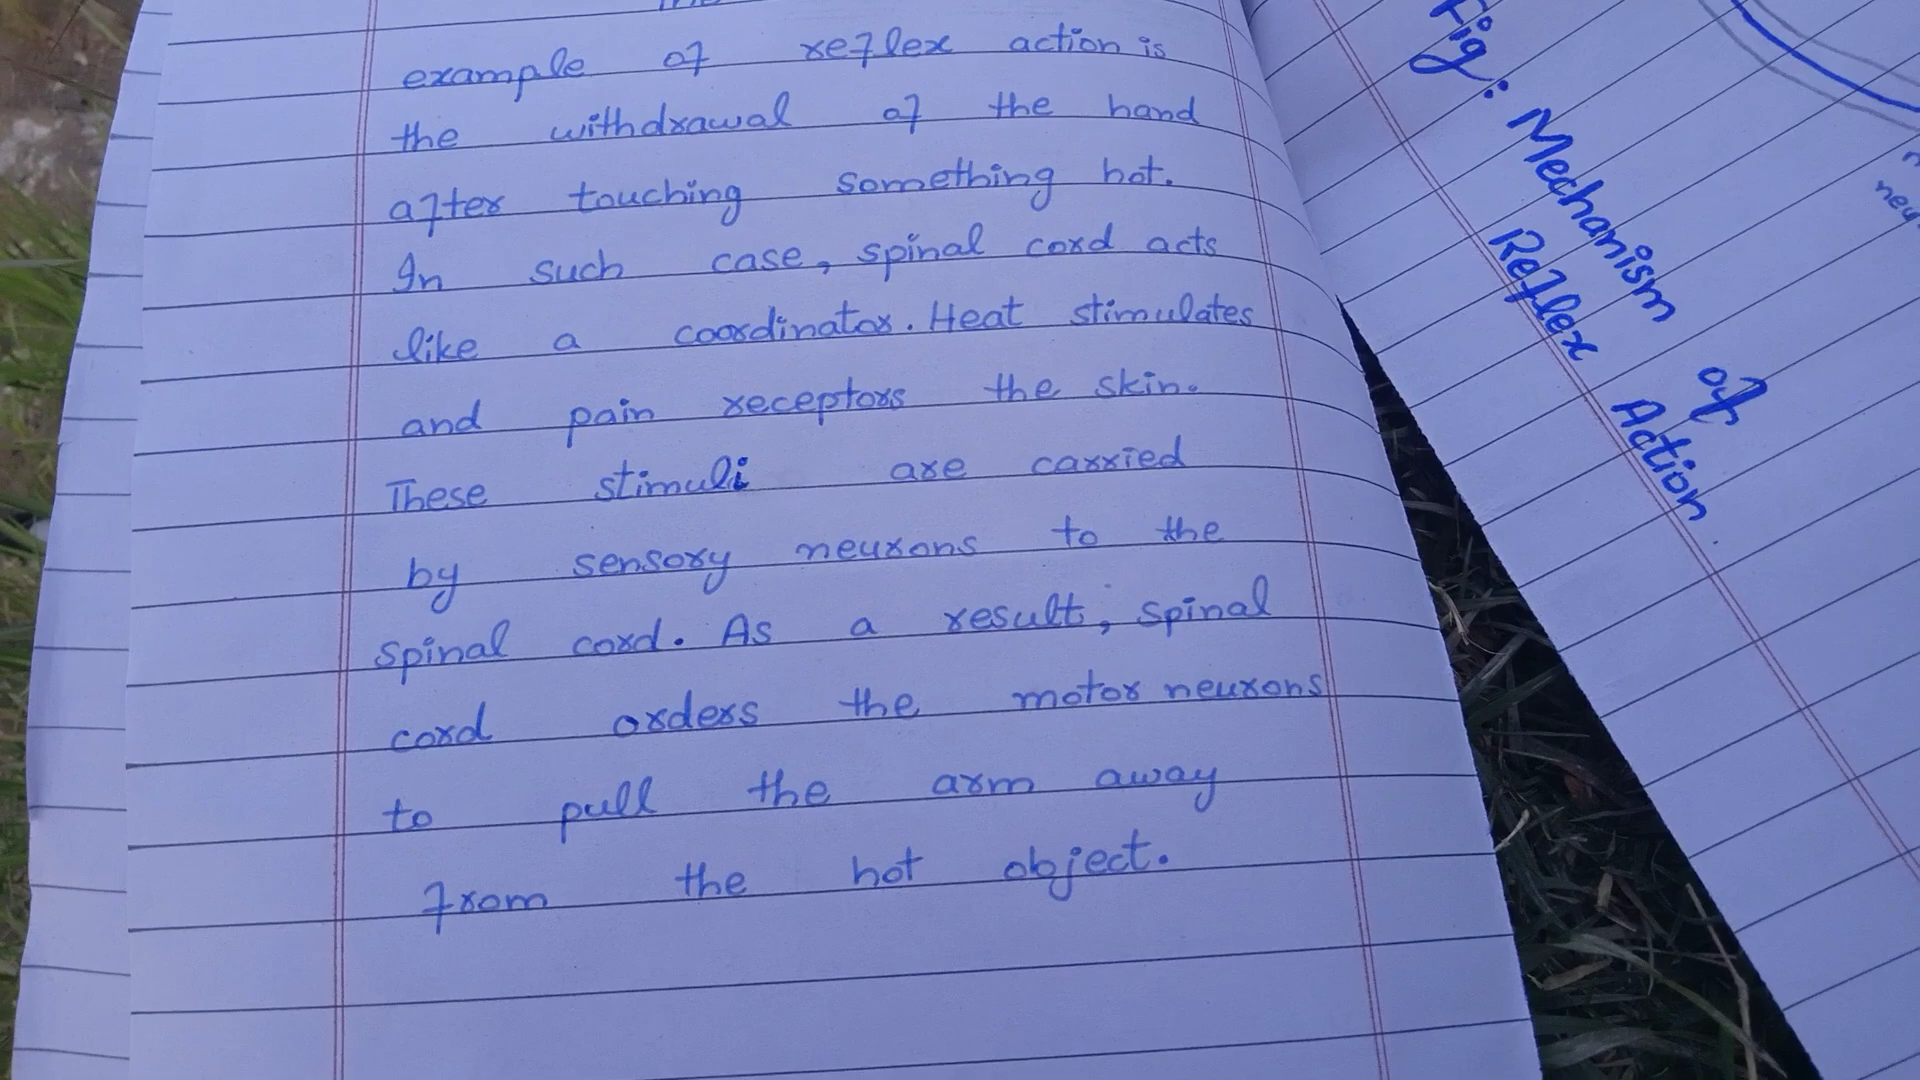 example of reflex action is
the withdrawal of the hand
after touching something hot.
In such case, spinal cord acts
like a coordinator. Heat stimulates
and pain receptors the skin.
These stimuli are carried
by sensory neurons to the
spinal cord. As a result, spinal
cord orders the motor neurons
to pull the arm away
from the hot object.
Fig: Mechanism of
Reflex Action